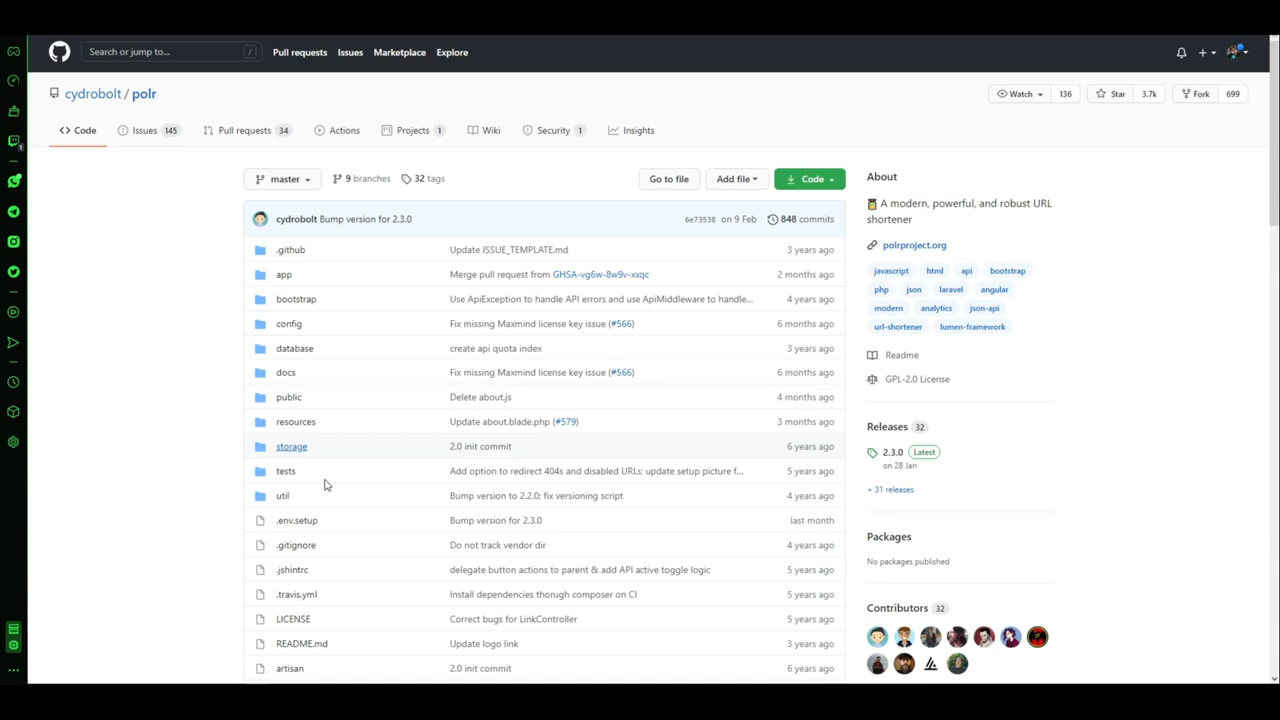 Search or jump to... /
Pull requests Issues Marketplace Explore
cydrobolt / polr
Watch 136 Star 3.7k Fork 699
Code Issues 145 Pull requests 34 Actions Projects 1 Wiki Security 1 Insights
master 9 branches 32 tags Go to file Add file Code
cydrobolt Bump version for 2.3.0 6e73538 on 9 Feb 848 commits
.github Update ISSUE_TEMPLATE.md 3 years ago
app Merge pull request from GHSA-vg6w-8w9v-xxqc 2 months ago
bootstrap Use ApiException to handle API errors and use ApiMiddleware to handle... 4 years ago
config Fix missing Maxmind license key issue (#566) 6 months ago
database create api quota index 3 years ago
docs Fix missing Maxmind license key issue (#566) 6 months ago
public Delete about.js 4 months ago
resources Update about.blade.php (#579) 3 months ago
storage 2.0 init commit 6 years ago
tests Add option to redirect 404s and disabled URLs; update setup picture f... 5 years ago
util Bump version to 2.2.0; fix versioning script 4 years ago
.env.setup Bump version for 2.3.0 last month
.gitignore Do not track vendor dir 4 years ago
.jshintrc delegate button actions to parent & add API active toggle logic 5 years ago
.travis.yml Install dependencies thorugh composer on CI 5 years ago
LICENSE Correct bugs for LinkController 5 years ago
README.md Update logo link 3 years ago
artisan 2.0 init commit 6 years ago
About
A modern, powerful, and robust URL
shortener
polrproject.org
javascript html api bootstrap
php json laravel angular
modern analytics json-api
url-shortener lumen-framework
Readme
GPL-2.0 License
Releases 32
2.3.0 Latest
on 28 Jan
+ 31 releases
Packages
No packages published
Contributors 32